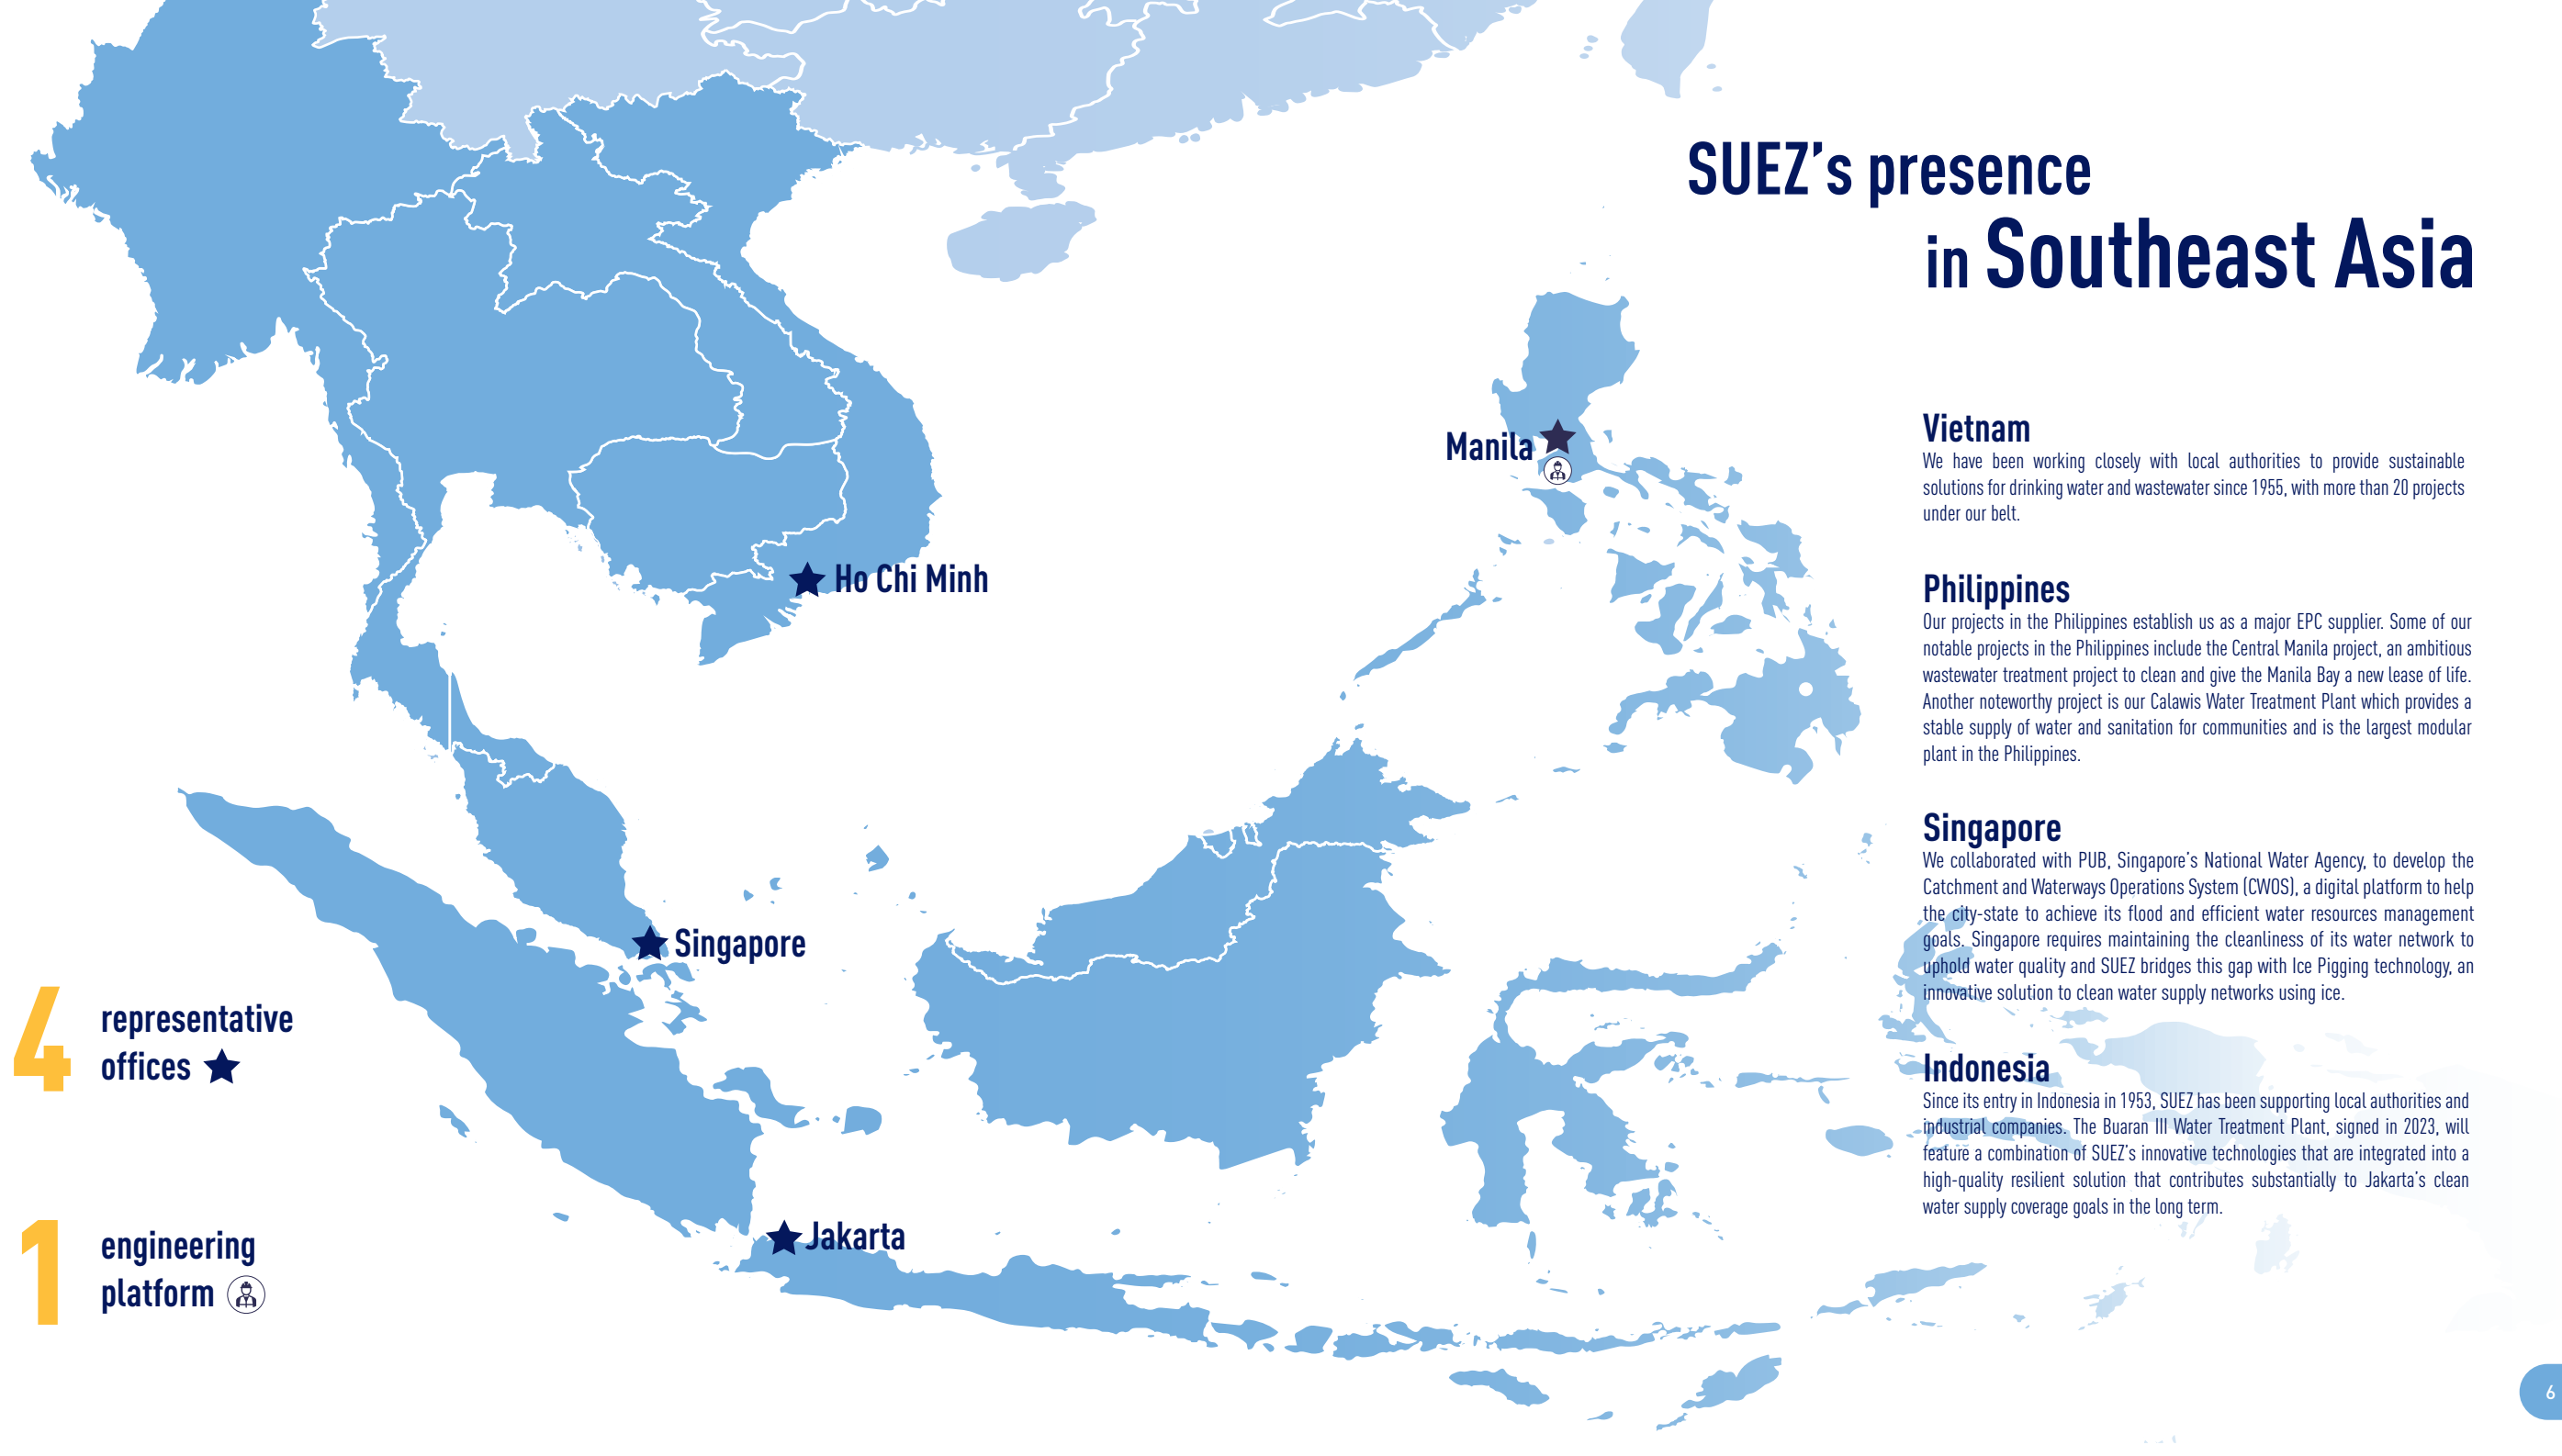 SUEZ’s presence
in Southeast Asia
Manila
Ho Chi Minh
Singapore
Jakarta
4
representative
offices
1
engineering
platform
Vietnam
We have been working closely with local authorities to provide sustainable
solutions for drinking water and wastewater since 1955, with more than 20 projects
under our belt.
Philippines
Our projects in the Philippines establish us as a major EPC supplier. Some of our
notable projects in the Philippines include the Central Manila project, an ambitious
wastewater treatment project to clean and give the Manila Bay a new lease of life.
Another noteworthy project is our Calawis Water Treatment Plant which provides a
stable supply of water and sanitation for communities and is the largest modular
plant in the Philippines.
Singapore
We collaborated with PUB, Singapore’s National Water Agency, to develop the
Catchment and Waterways Operations System (CWOS), a digital platform to help
the city-state to achieve its flood and efficient water resources management
goals. Singapore requires maintaining the cleanliness of its water network to
uphold water quality and SUEZ bridges this gap with Ice Pigging technology, an
innovative solution to clean water supply networks using ice.
Indonesia
Since its entry in Indonesia in 1953, SUEZ has been supporting local authorities and
industrial companies. The Buaran III Water Treatment Plant, signed in 2023, will
feature a combination of SUEZ’s innovative technologies that are integrated into a
high-quality resilient solution that contributes substantially to Jakarta’s clean
water supply coverage goals in the long term.
6